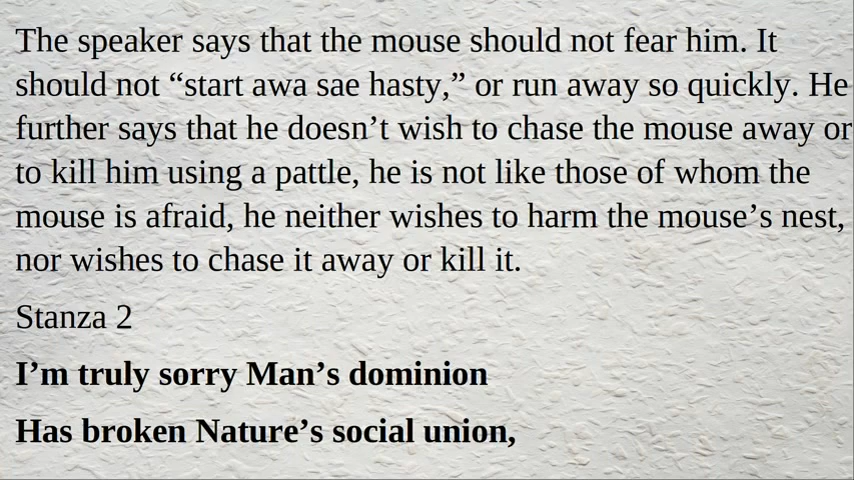 The speaker says that the mouse should not fear him. It
should not “start awa sae hasty,” or run away so quickly. He
further says that he doesn’t wish to chase the mouse away or
to kill him using a pattle, he is not like those of whom the
mouse is afraid, he neither wishes to harm the mouse’s nest,
nor wishes to chase it away or kill it.
Stanza 2
I’m truly sorry Man’s dominion
Has broken Nature’s social union,